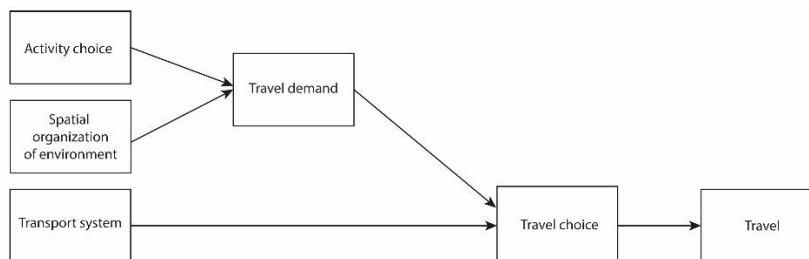 Activity choice
Travel demand
Spatial
organization
of environment
Transport system
Travel choice
Travel